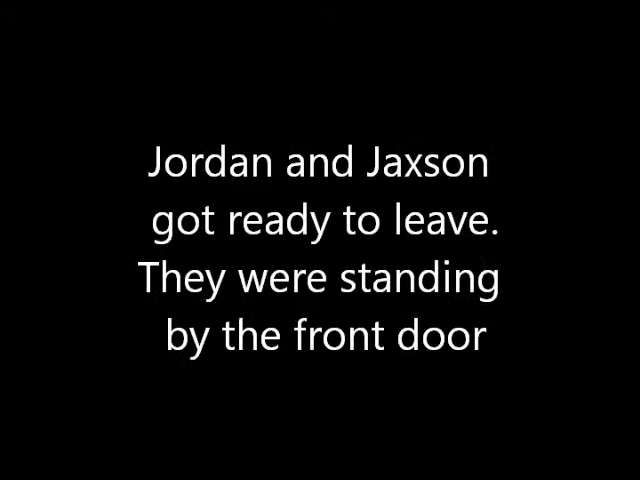 Jordan and Jaxson
got ready to leave.
They were standing
by the front door